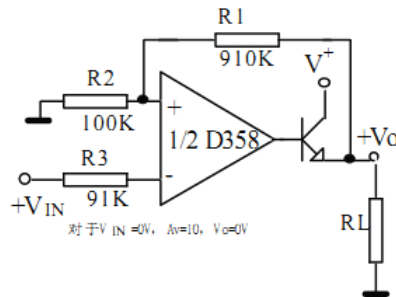 R1
910K
V+
R2
+
100K
1/2 D358
+Vo
R3
-
91K
+VIN
RL
对于V IN =0V, Av=10, Vo=0V